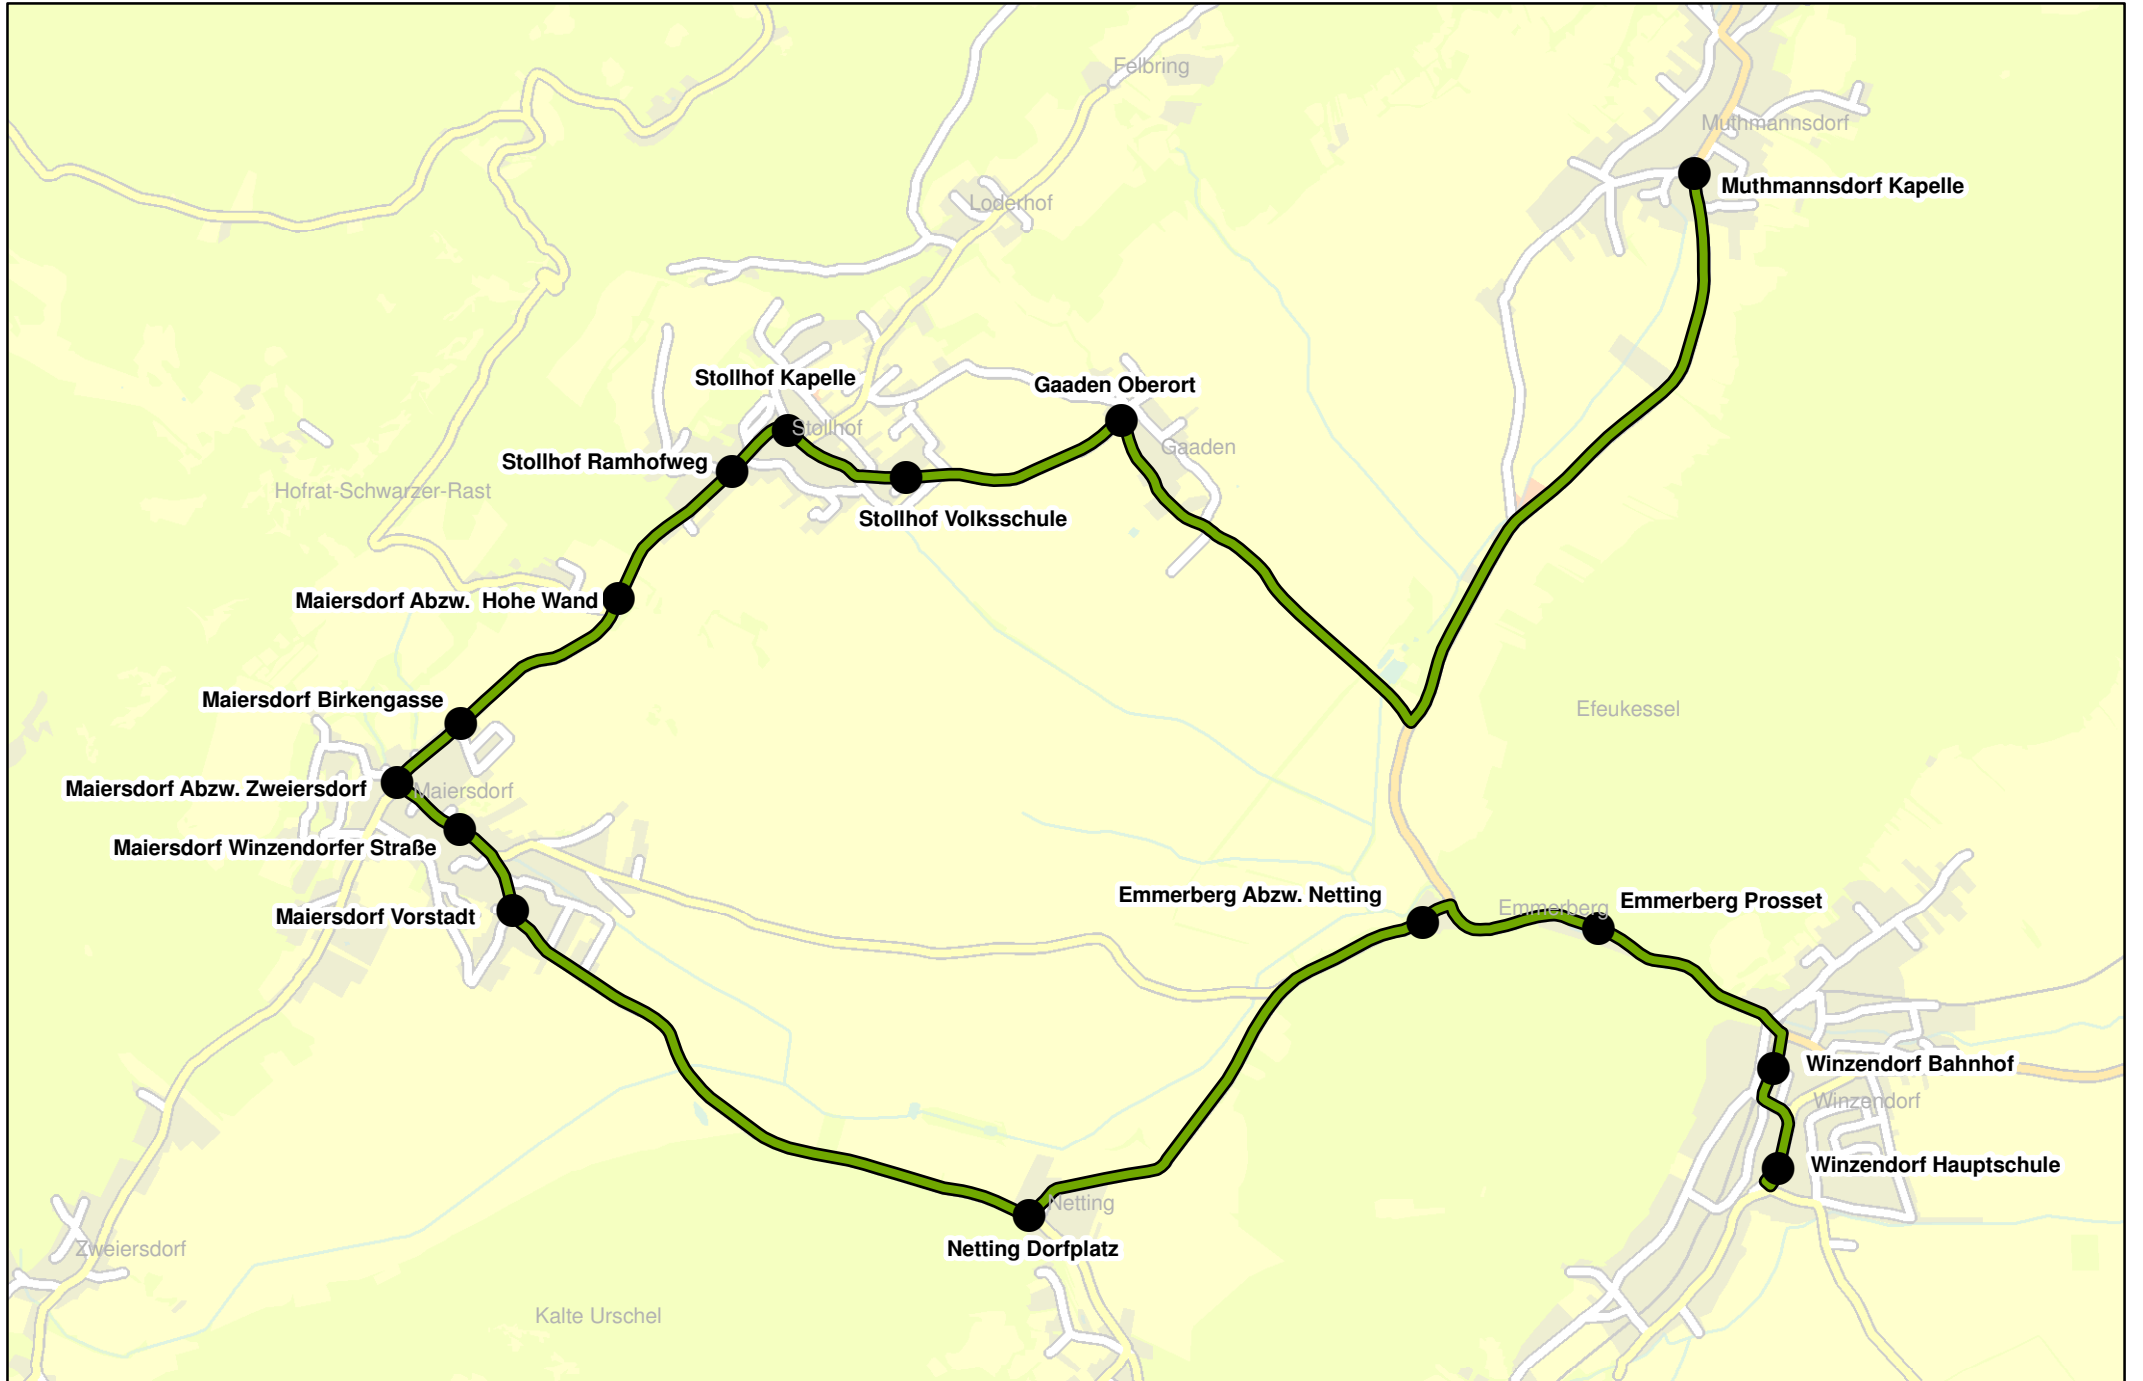 Felbring
Muthmannsdorf
Muthmannsdorf Kapelle
Loderhof
Stollhof Kapelle
Gaaden Oberort
Stollhof
Gaaden
Stollhof Ramhofweg
Hofrat-Schwarzer-Rast
Stollhof Volksschule
Maiersdorf Abzw. Hohe Wand
Maiersdorf Birkengasse
Efeukessel
Maiersdorf Abzw. Zweiersdorf
Maiersdorf
Maiersdorf Winzendorfer Straße
Emmerberg Abzw. Netting
Emmerberg
Emmerberg Prosset
Maiersdorf Vorstadt
Winzendorf Bahnhof
Winzendorf
Winzendorf Hauptschule
Netting
Netting Dorfplatz
Zweiersdorf
Kalte Urschel